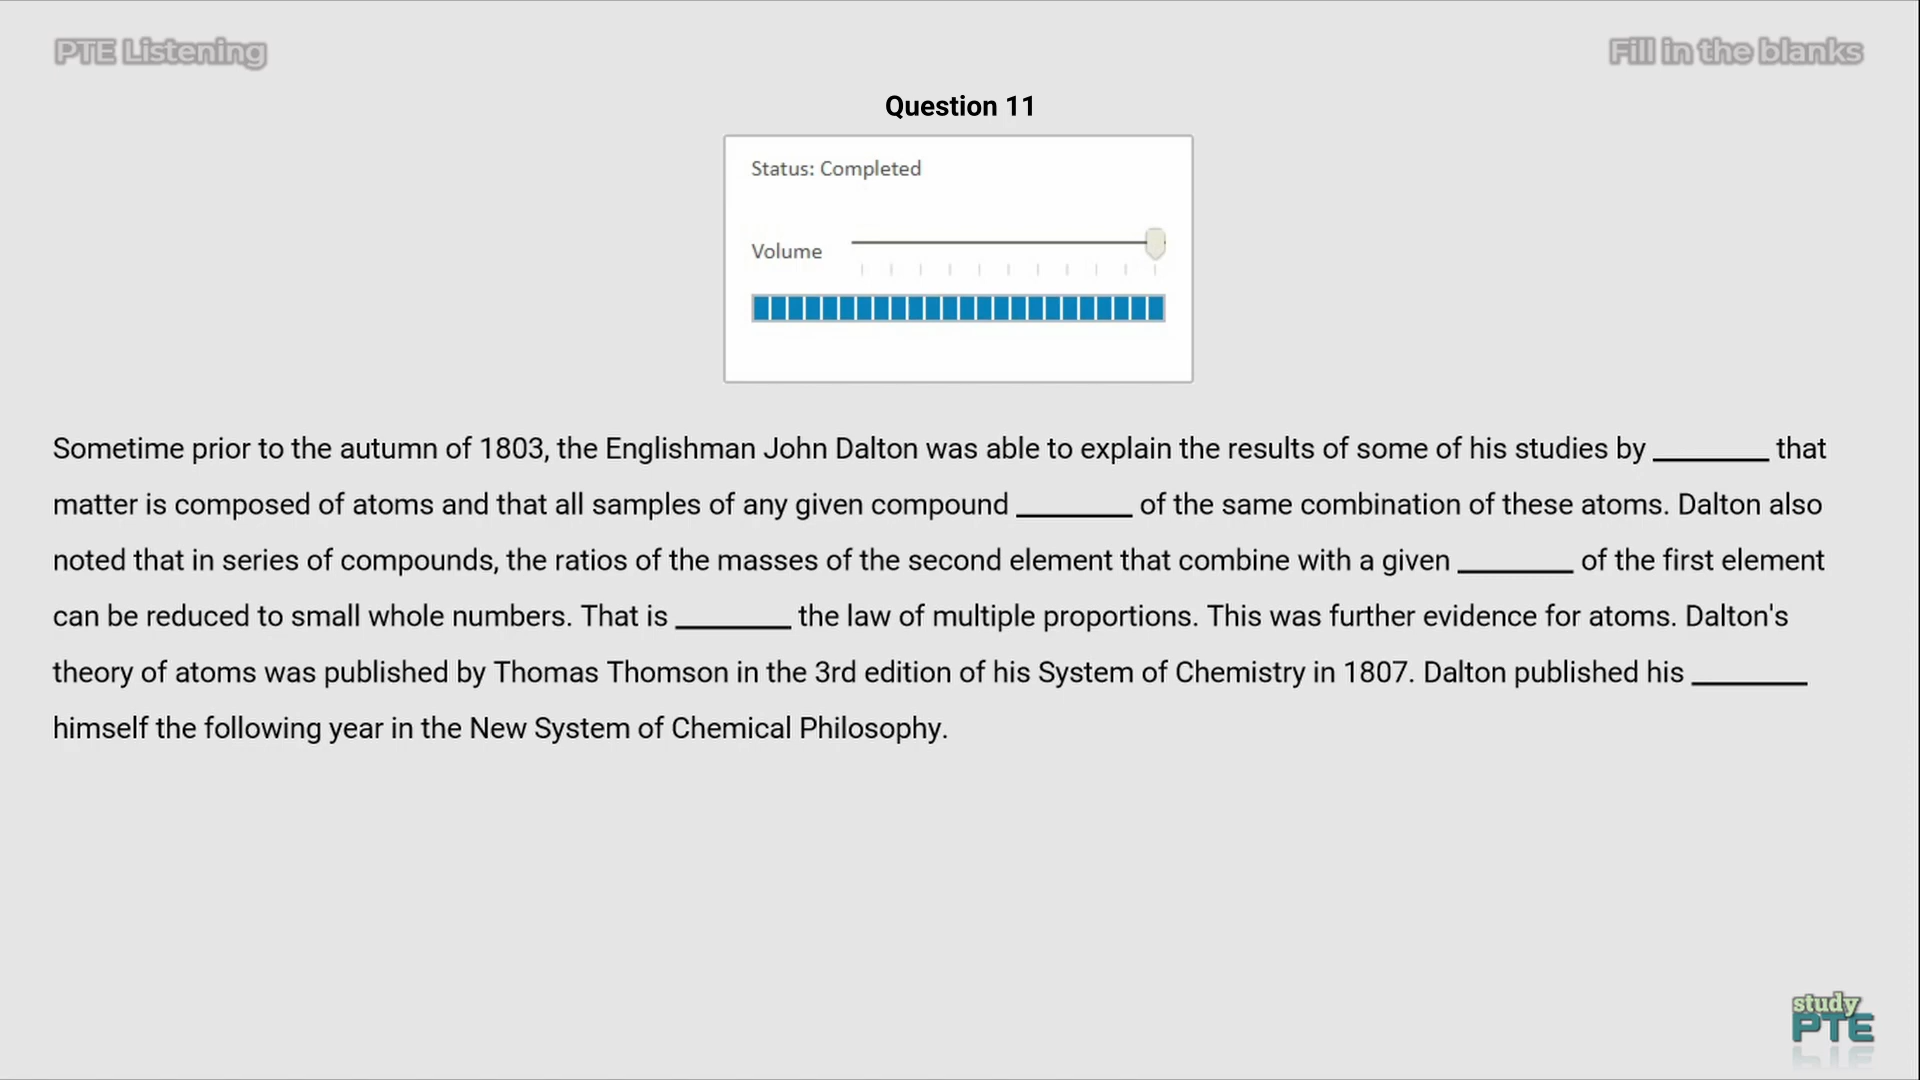 PTE Listening
Fill in the blanks
Question 11
Status: Completed
Volume
Sometime prior to the autumn of 1803, the Englishman John Dalton was able to explain the results of some of his studies by ________ that
matter is composed of atoms and that all samples of any given compound ________ of the same combination of these atoms. Dalton also
noted that in series of compounds, the ratios of the masses of the second element that combine with a given ________ of the first element
can be reduced to small whole numbers. That is ________ the law of multiple proportions. This was further evidence for atoms. Dalton's
theory of atoms was published by Thomas Thomson in the 3rd edition of his System of Chemistry in 1807. Dalton published his ________
himself the following year in the New System of Chemical Philosophy.
study
PTE